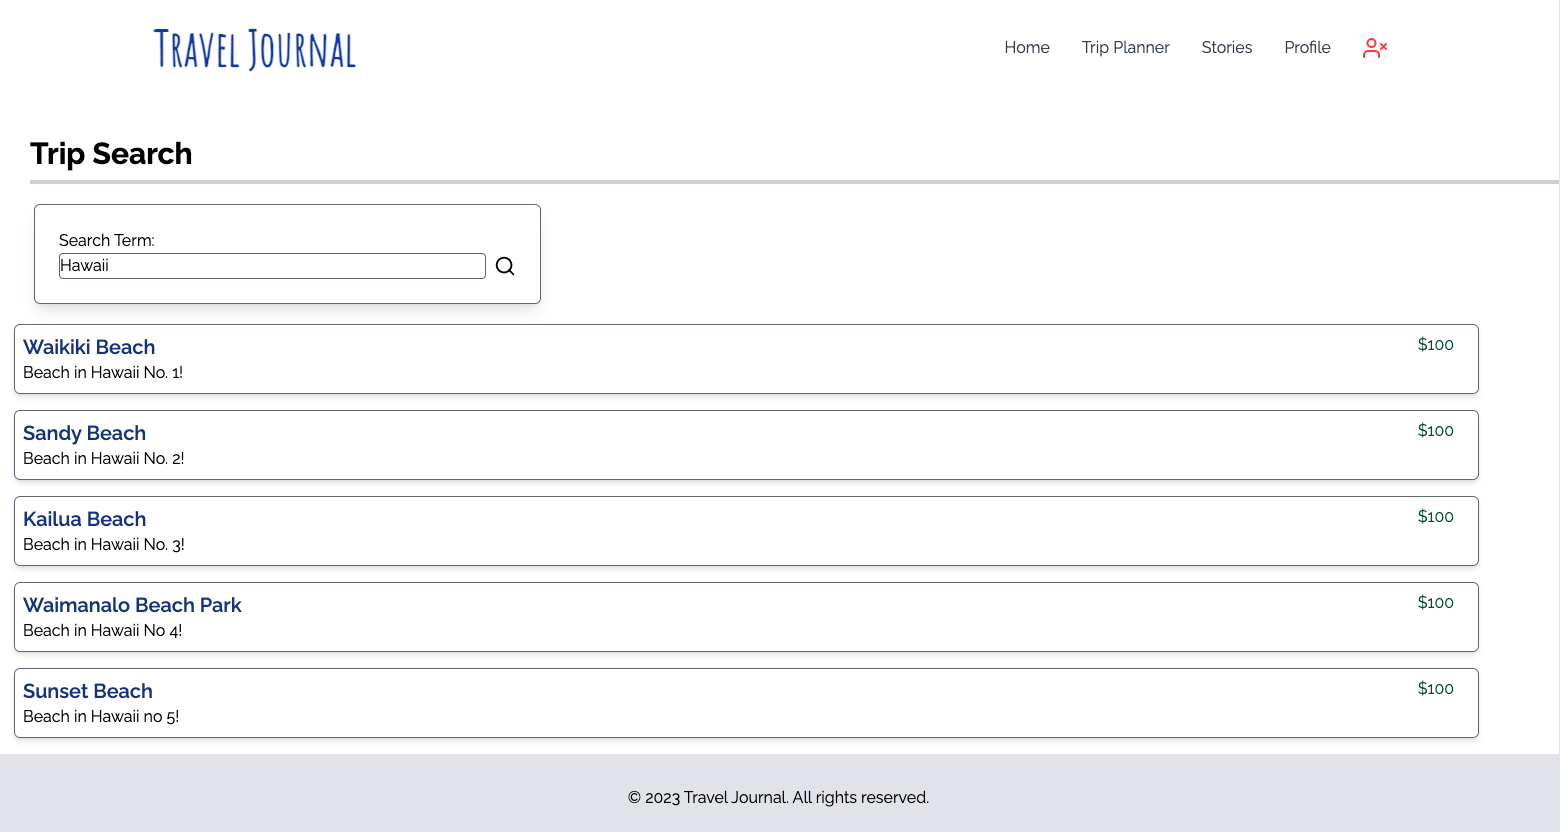 Travel Journal
Home Trip Planner Stories Profile
Trip Search
Search Term:
Hawaii
Waikiki Beach $100
Beach in Hawaii No. 1!
Sandy Beach $100
Beach in Hawaii No. 2!
Kailua Beach $100
Beach in Hawaii No. 3!
Waimanalo Beach Park $100
Beach in Hawaii No 4!
Sunset Beach $100
Beach in Hawaii no 5!
© 2023 Travel Journal. All rights reserved.